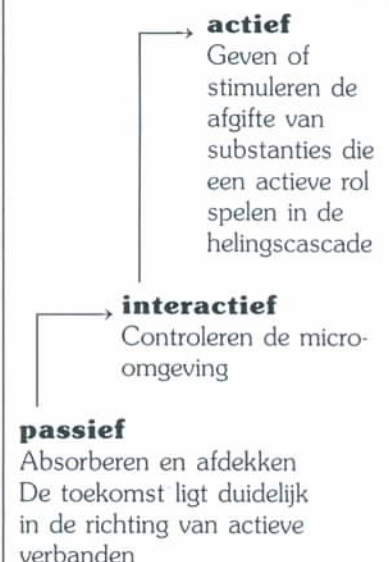 actief
Geven of
stimuleren de
afgifte van
substanties die
een actieve rol
spelen in de
helingscascade
interactief
Controleren de micro-
omgeving
passief
Absorberen en afdekken
De toekomst ligt duidelijk
in de richting van actieve
verbanden